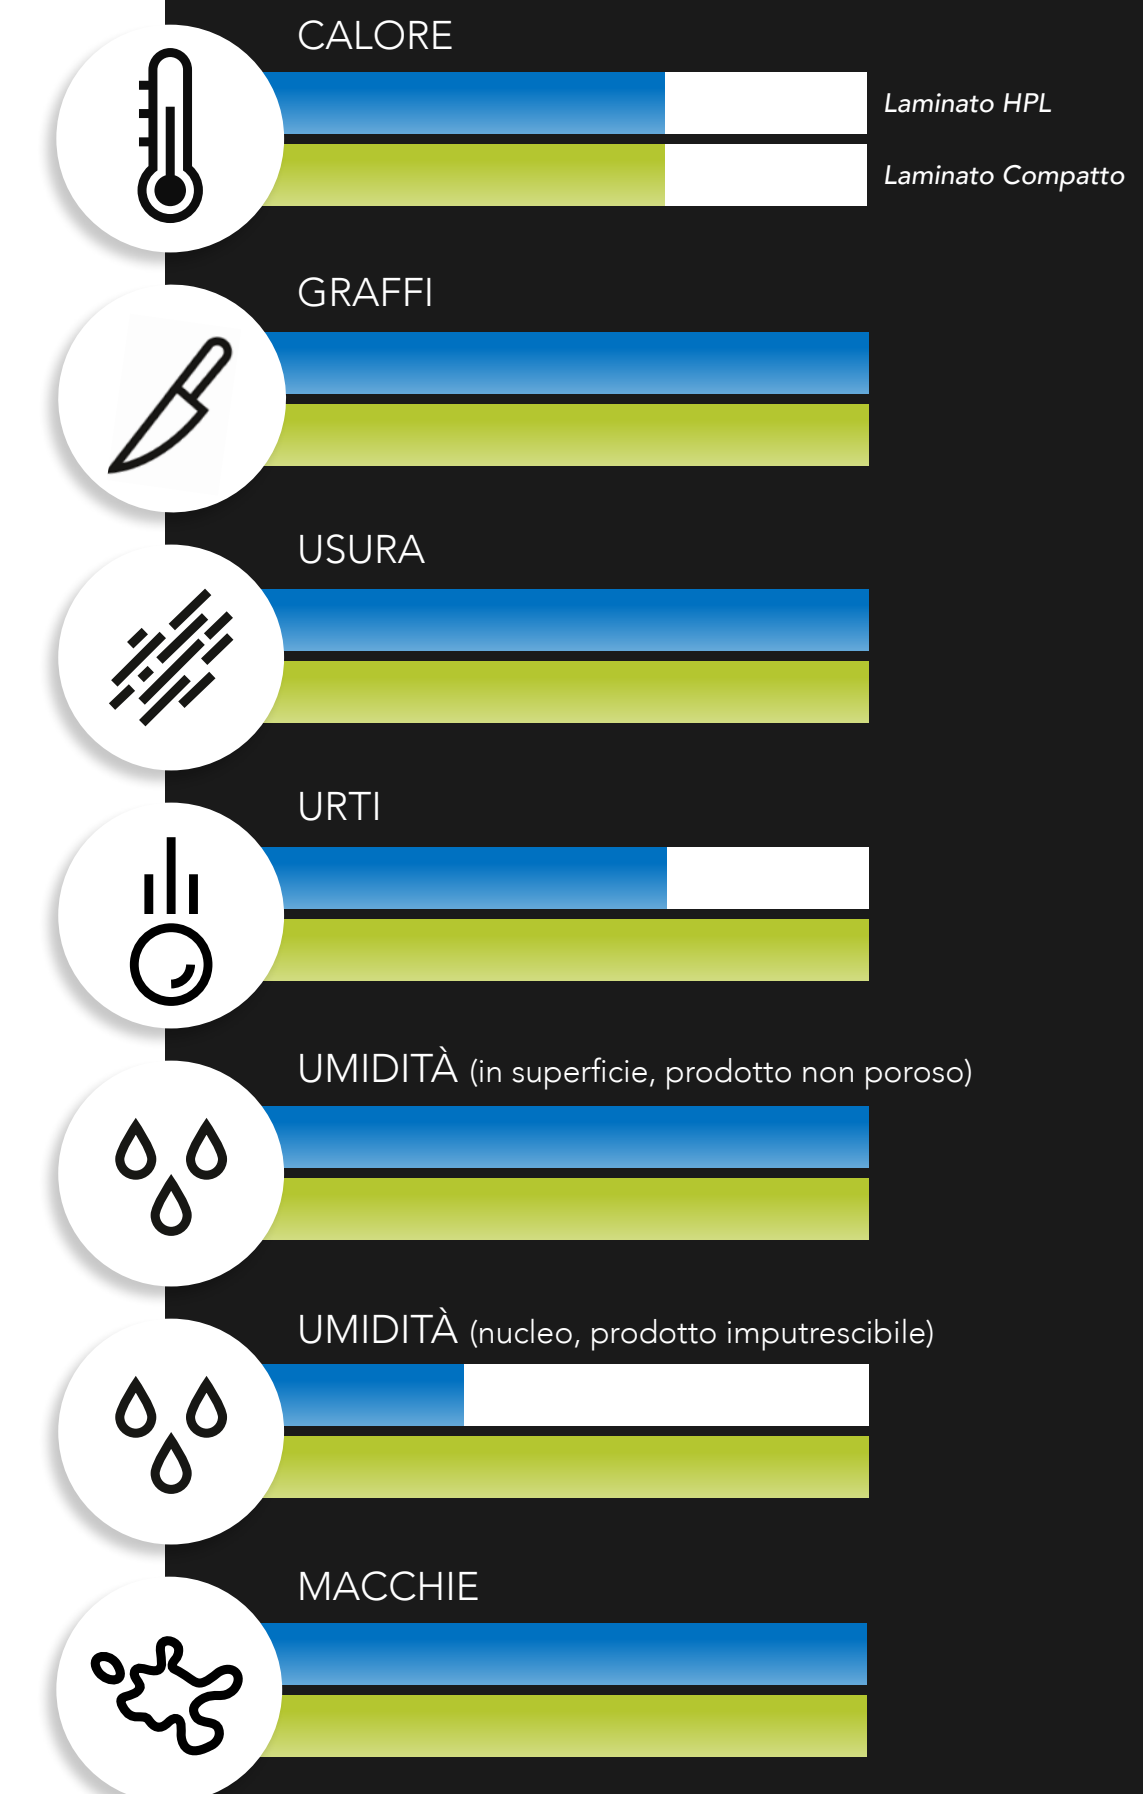 CALORE
Laminato HPL
Laminato Compatto
GRAFFI
USURA
URTI
UMIDITÀ (in superficie, prodotto non poroso)
UMIDITÀ (nucleo, prodotto imputrescibile)
MACCHIE